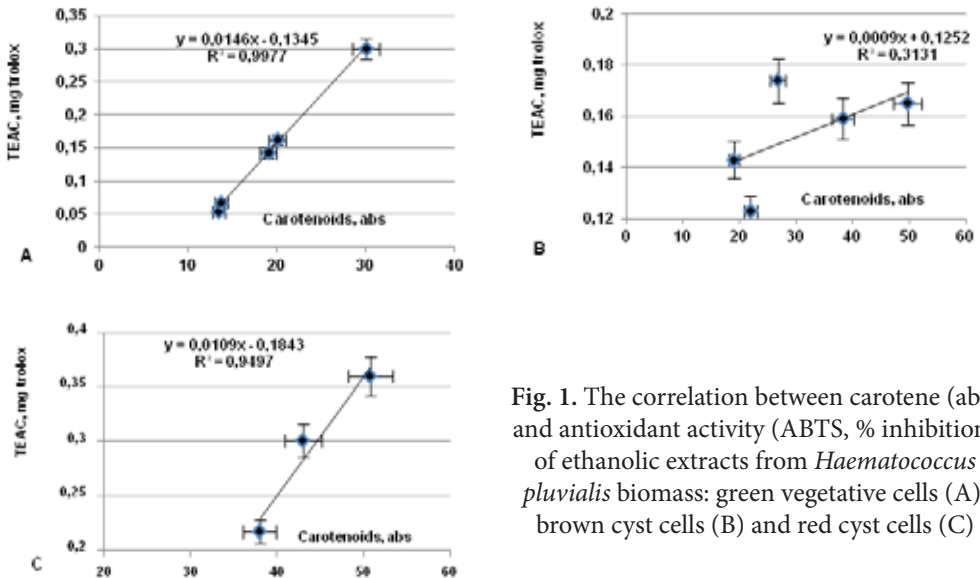 0,35
0,3
0,25
0,2
0,15
0,1
0,05
0
TEAC, mg trolox
y = 0,0146x - 0,1345
R² = 0,9977
Carotenoids, abs
A
0 10 20 30 40
0,2
0,18
0,16
0,14
0,12
TEAC, mg trolox
y = 0,0009x + 0,1252
R² = 0,3131
Carotenoids, abs
B
0 10 20 30 40 50 60
0,4
0,35
0,3
0,25
0,2
TEAC, mg trolox
y = 0,0109x - 0,1843
R² = 0,9497
Carotenoids, abs
C
20 30 40 50 60
Fig. 1. The correlation between carotene (ab
and antioxidant activity (ABTS, % inhibition
of ethanolic extracts from Haematococcus
pluvialis biomass: green vegetative cells (A)
brown cyst cells (B) and red cyst cells (C)